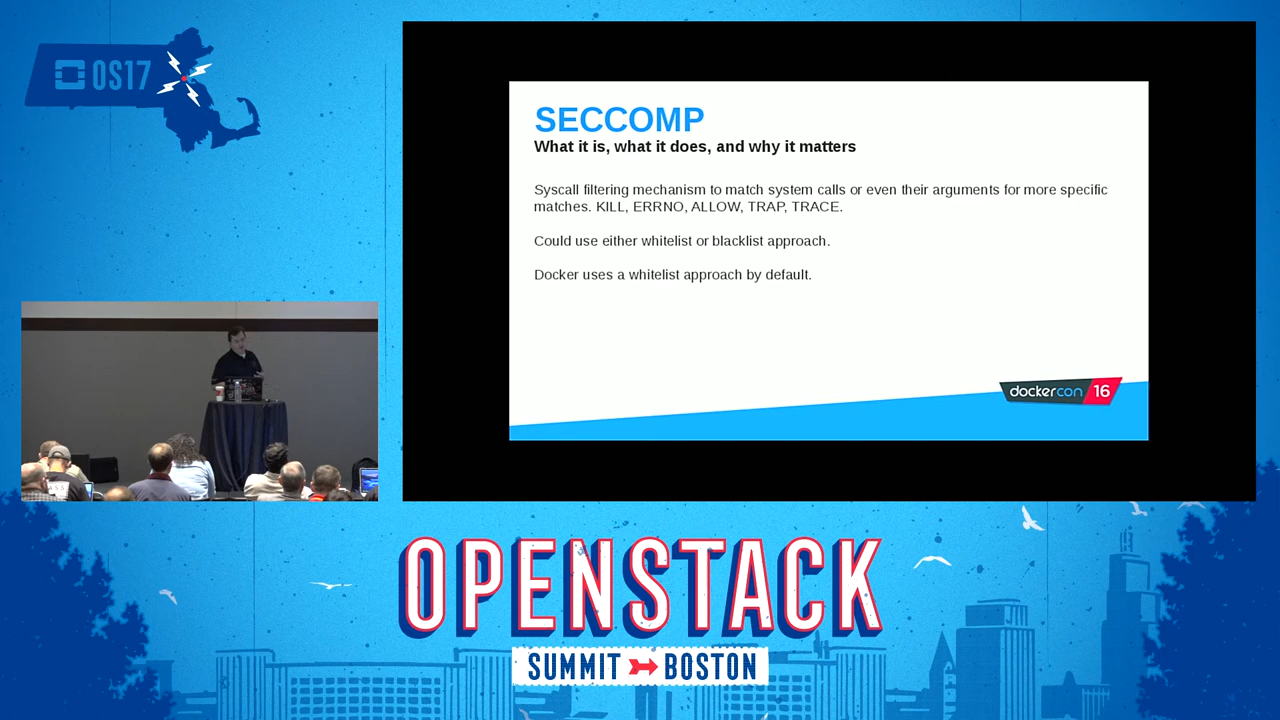 OS17
SECCOMP
What it is, what it does, and why it matters
Syscall filtering mechanism to match system calls or even their arguments for more specific
matches. KILL, ERRNO, ALLOW, TRAP, TRACE.
Could use either whitelist or blacklist approach.
Docker uses a whitelist approach by default.
dockercon 16
OPENSTACK
SUMMIT BOSTON